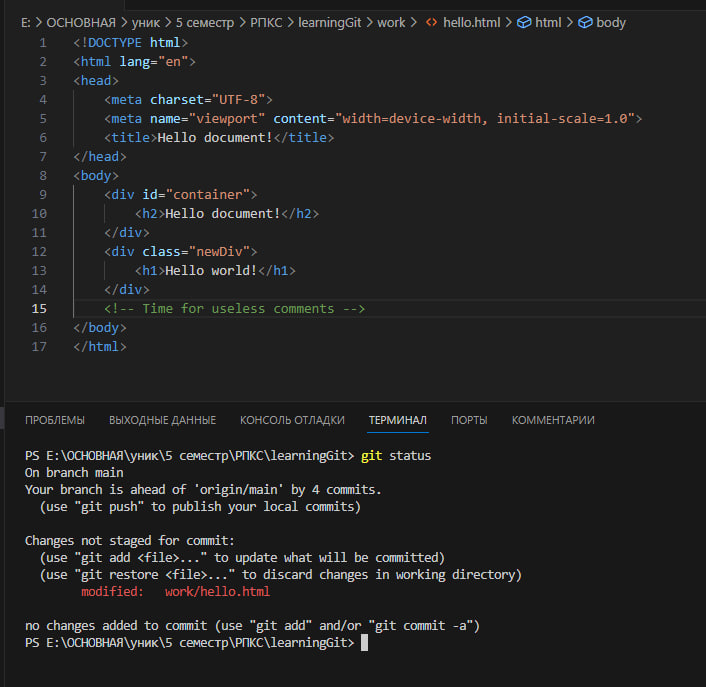 E: > ОСНОВНАЯ > уник > 5 семестр > РПКС > learningGit > work > <> hello.html > html > body
1 <!DOCTYPE html>
2 <html lang="en">
3 <head>
4 <meta charset="UTF-8">
5 <meta name="viewport" content="width=device-width, initial-scale=1.0">
6 <title>Hello document!</title>
7 </head>
8 <body>
9 <div id="container">
10 <h2>Hello document!</h2>
11 </div>
12 <div class="newDiv">
13 <h1>Hello world!</h1>
14 </div>
15 <!-- Time for useless comments -->
16 </body>
17 </html>
ПРОБЛЕМЫ ВЫХОДНЫЕ ДАННЫЕ КОНСОЛЬ ОТЛАДКИ ТЕРМИНАЛ ПОРТЫ КОММЕНТАРИИ
PS E:\ОСНОВНАЯ\уник\5 семестр\РПКС\learningGit> git status
On branch main
Your branch is ahead of 'origin/main' by 4 commits.
(use "git push" to publish your local commits)
Changes not staged for commit:
(use "git add <file>..." to update what will be committed)
(use "git restore <file>..." to discard changes in working directory)
modified: work/hello.html
no changes added to commit (use "git add" and/or "git commit -a")
PS E:\ОСНОВНАЯ\уник\5 семестр\РПКС\learningGit>